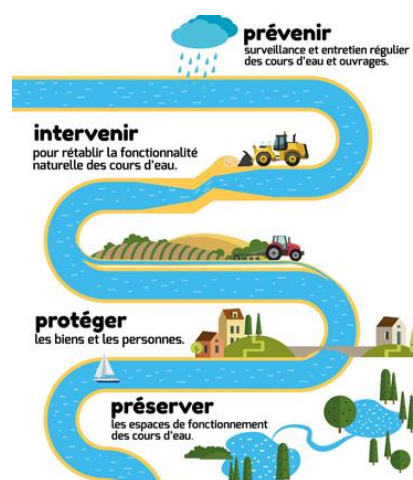 prévenir
surveillance et entretien régulier
des cours d'eau et ouvrages.
intervenir
pour rétablir la fonctionnalité
naturelle des cours d'eau.
protéger
les biens et les personnes.
préserver
les espaces de fonctionnement
des cours d'eau.